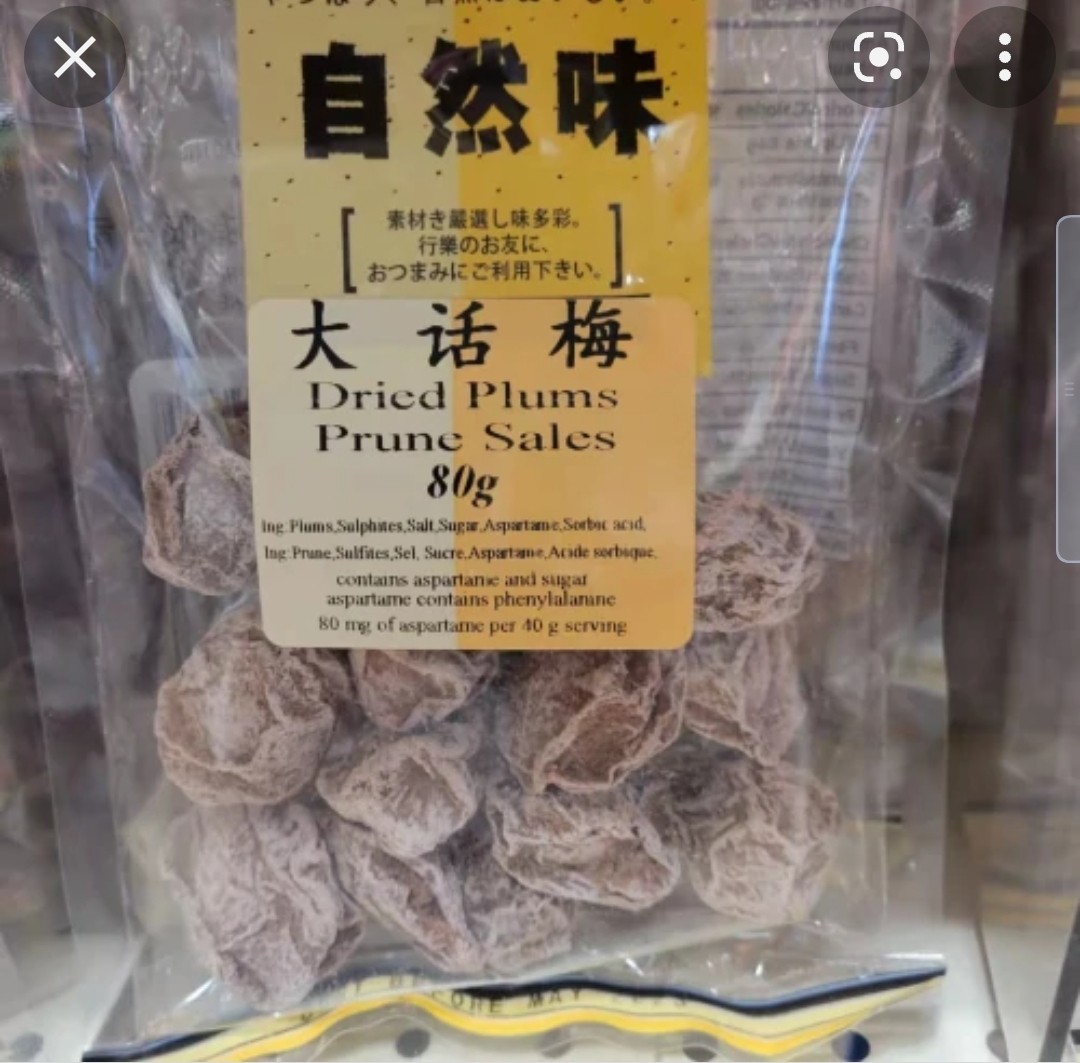 自然味
素材き厳選し味多彩。
行樂のお友に、
おつまみにご利用下きい。
大话梅
Dried Plums
Prune Sales
80g
Ing:Plums,Sulphites,Salt,Sugar,Aspartame,Sorbic acid,
Ing:Prune,Sulfites,Sel, Sucre,Aspartame,Acide sorbique,
contains aspartame and sugar
aspartame contains phenylalanine
80 mg of aspartame per 40 g serving
MAY